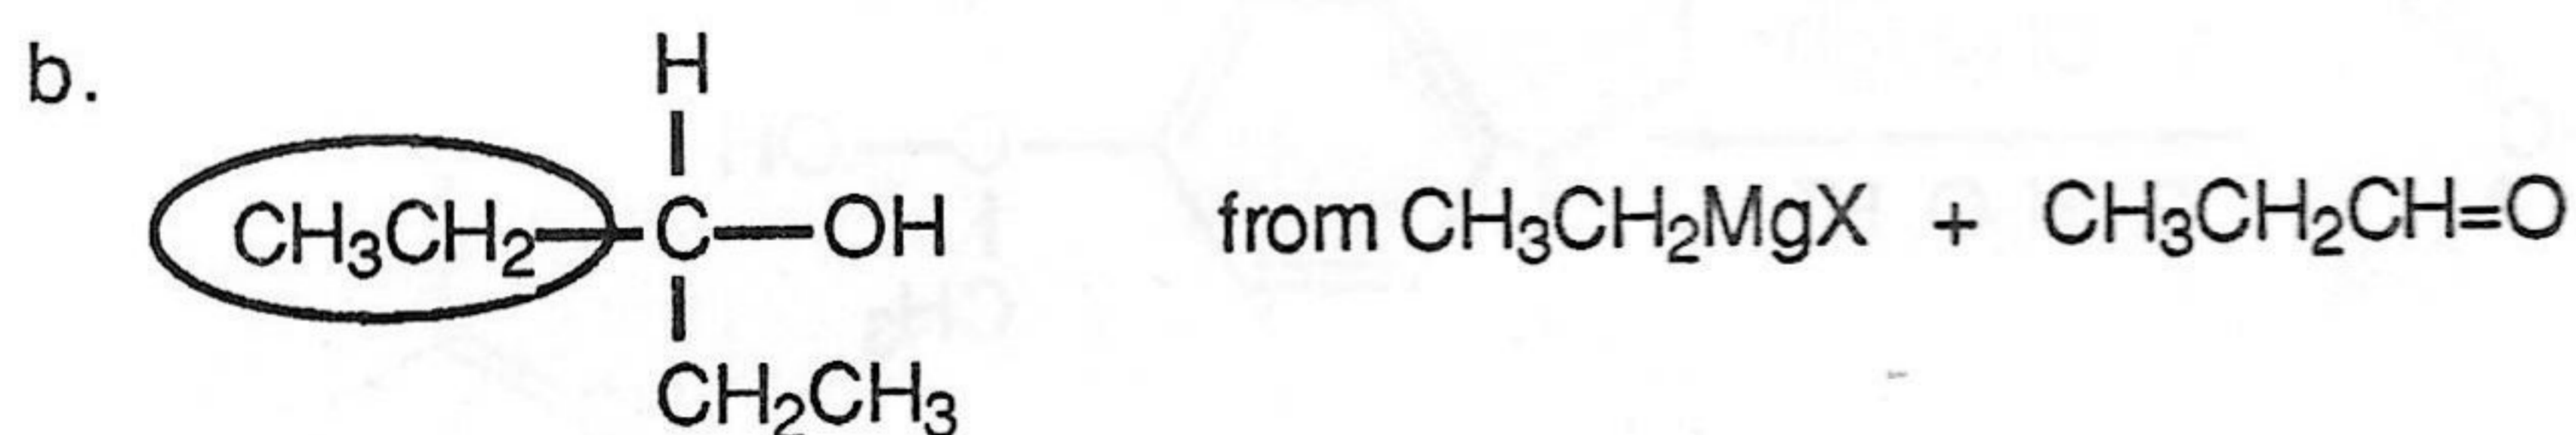 b.
H
CH₃CH₂—C—OH from CH₃CH₂MgX + CH₃CH₂CH=O
CH₂CH₃